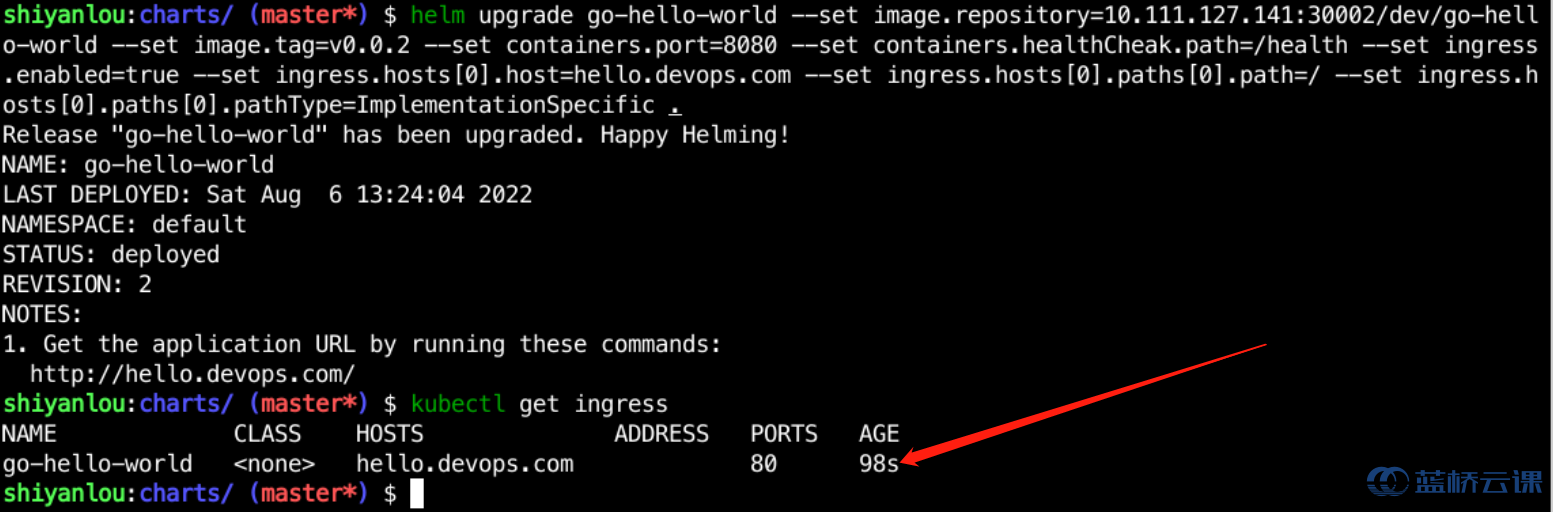 shiyanlou:charts/ (master*) $ helm upgrade go-hello-world --set image.repository=10.111.127.141:30002/dev/go-hell
o-world --set image.tag=v0.0.2 --set containers.port=8080 --set containers.healthCheak.path=/health --set ingress
.enabled=true --set ingress.hosts[0].host=hello.devops.com --set ingress.hosts[0].paths[0].path=/ --set ingress.h
osts[0].paths[0].pathType=ImplementationSpecific .
Release "go-hello-world" has been upgraded. Happy Helming!
NAME: go-hello-world
LAST DEPLOYED: Sat Aug  6 13:24:04 2022
NAMESPACE: default
STATUS: deployed
REVISION: 2
NOTES:
1. Get the application URL by running these commands:
  http://hello.devops.com/
shiyanlou:charts/ (master*) $ kubectl get ingress
NAME             CLASS    HOSTS              ADDRESS   PORTS   AGE
go-hello-world   <none>   hello.devops.com             80      98s
shiyanlou:charts/ (master*) $
蓝桥云课